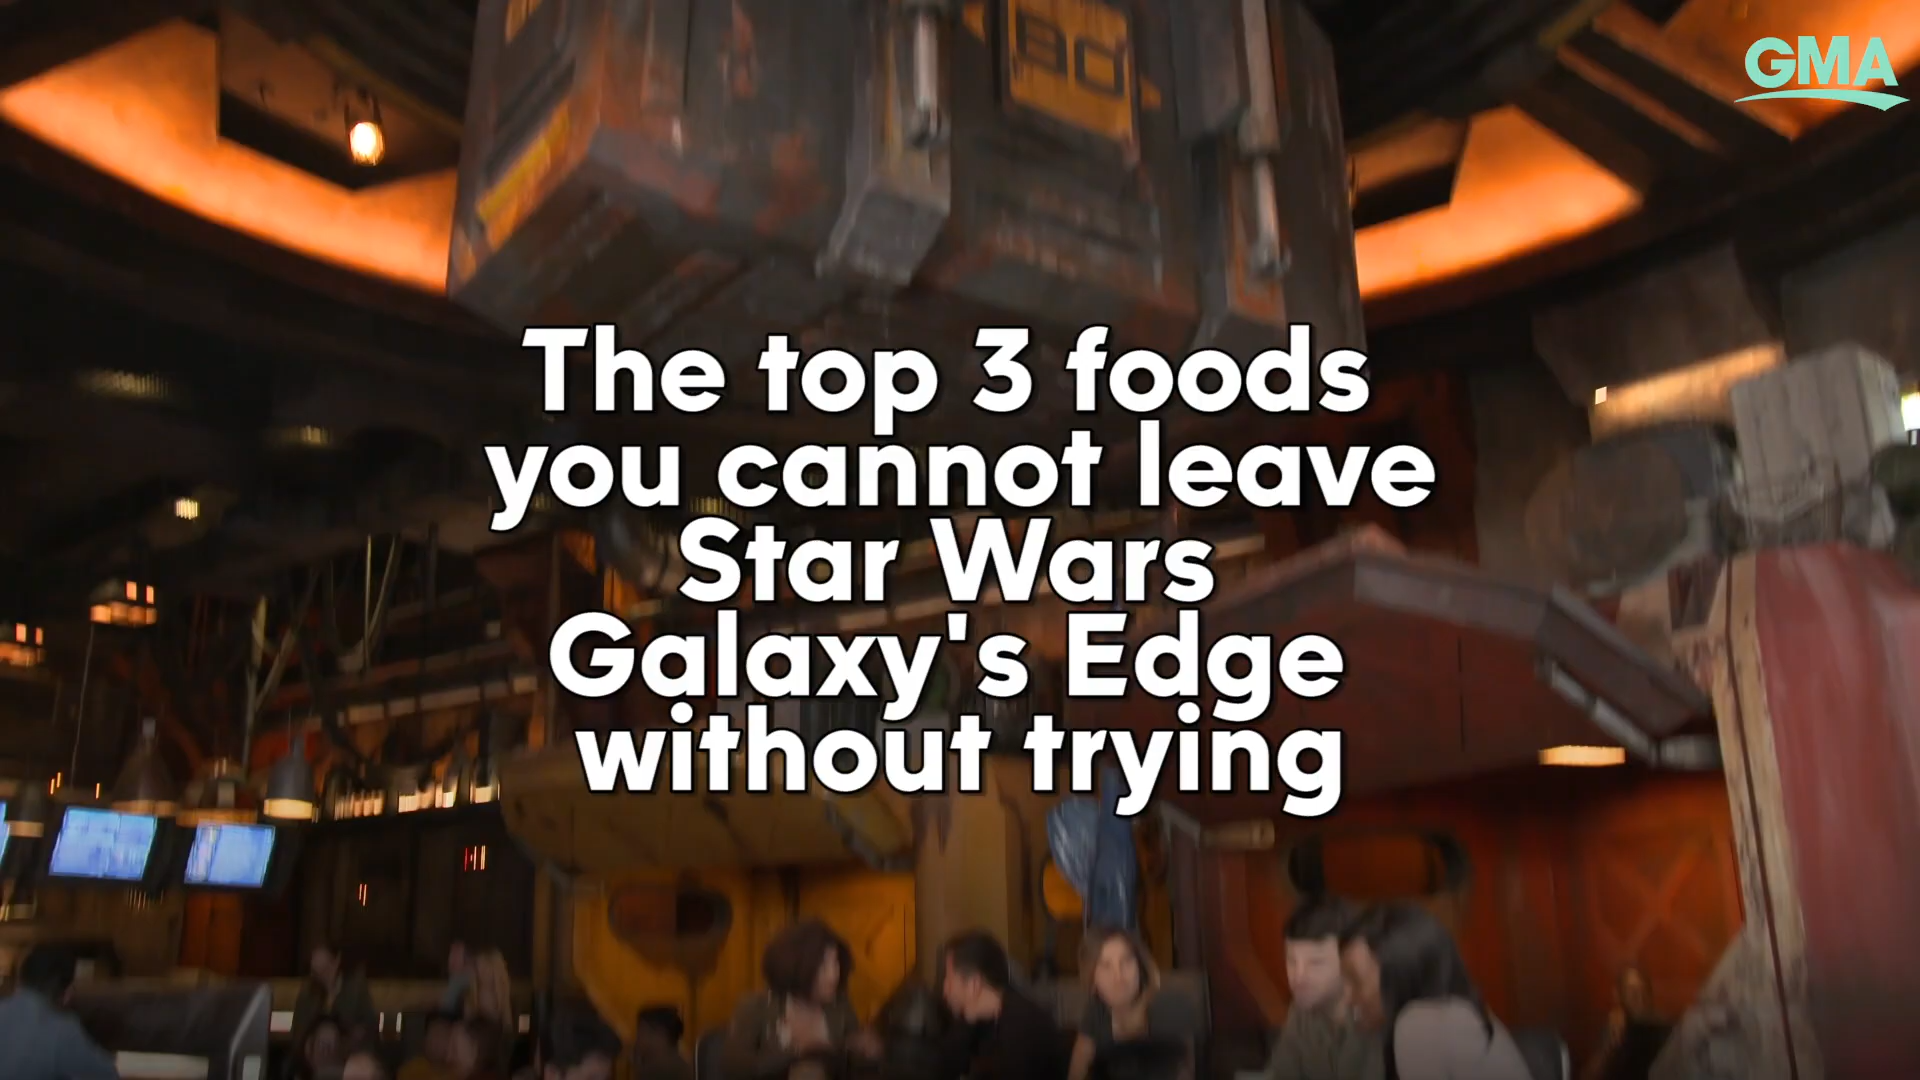 GMA
The top 3 foods
you cannot leave
Star Wars
Galaxy's Edge
without trying